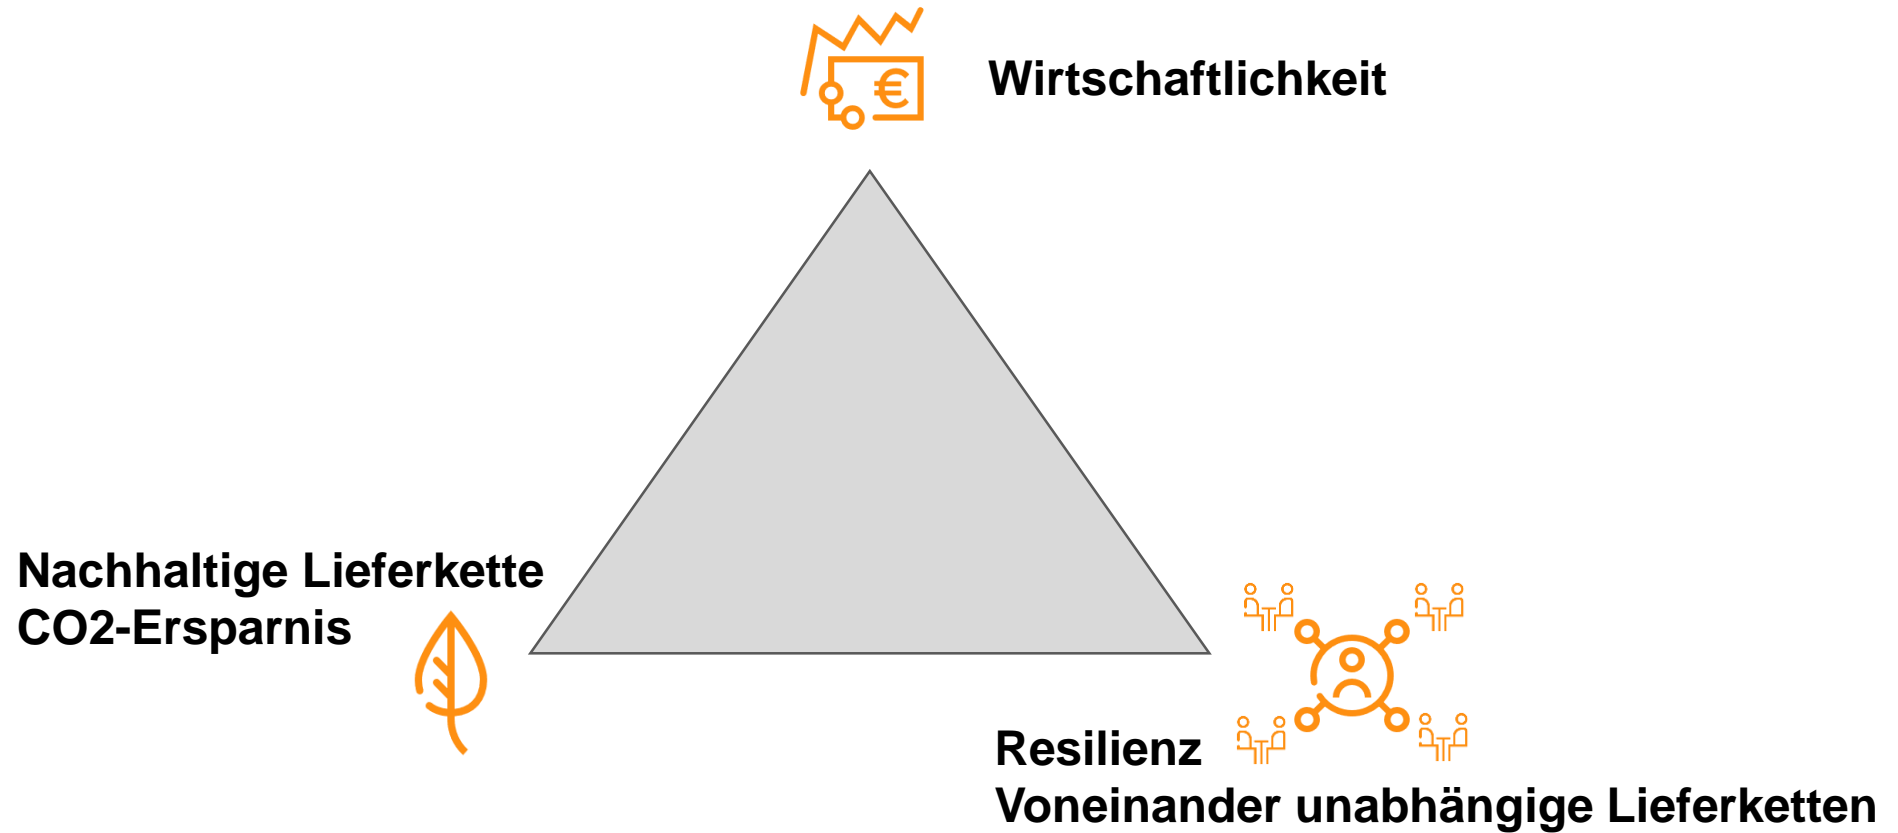 €
Wirtschaftlichkeit
Nachhaltige Lieferkette
CO2-Ersparnis
Resilienz
Voneinander unabhängige Lieferketten